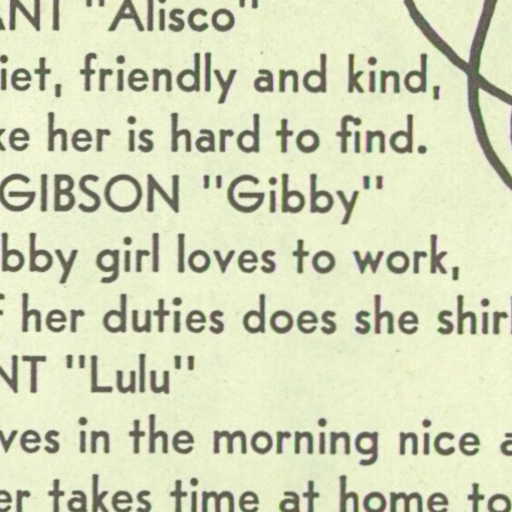 ANT "Alisco"
iet, friendly and kind,
ke her is hard to find.
GIBSON "Gibby"
bby girl loves to work,
f her duties does she shirk
NT "Lulu"
ves in the morning nice a
er takes time at home to